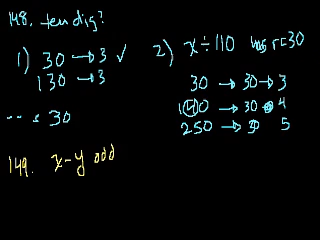 148. ten dig?
1) 30 → 3 ✓
130 → 3
-- : 30
2) x÷110 has r=30
30 → 30 → 3
140 → 30 4
250 → 30 5
149. x-y odd